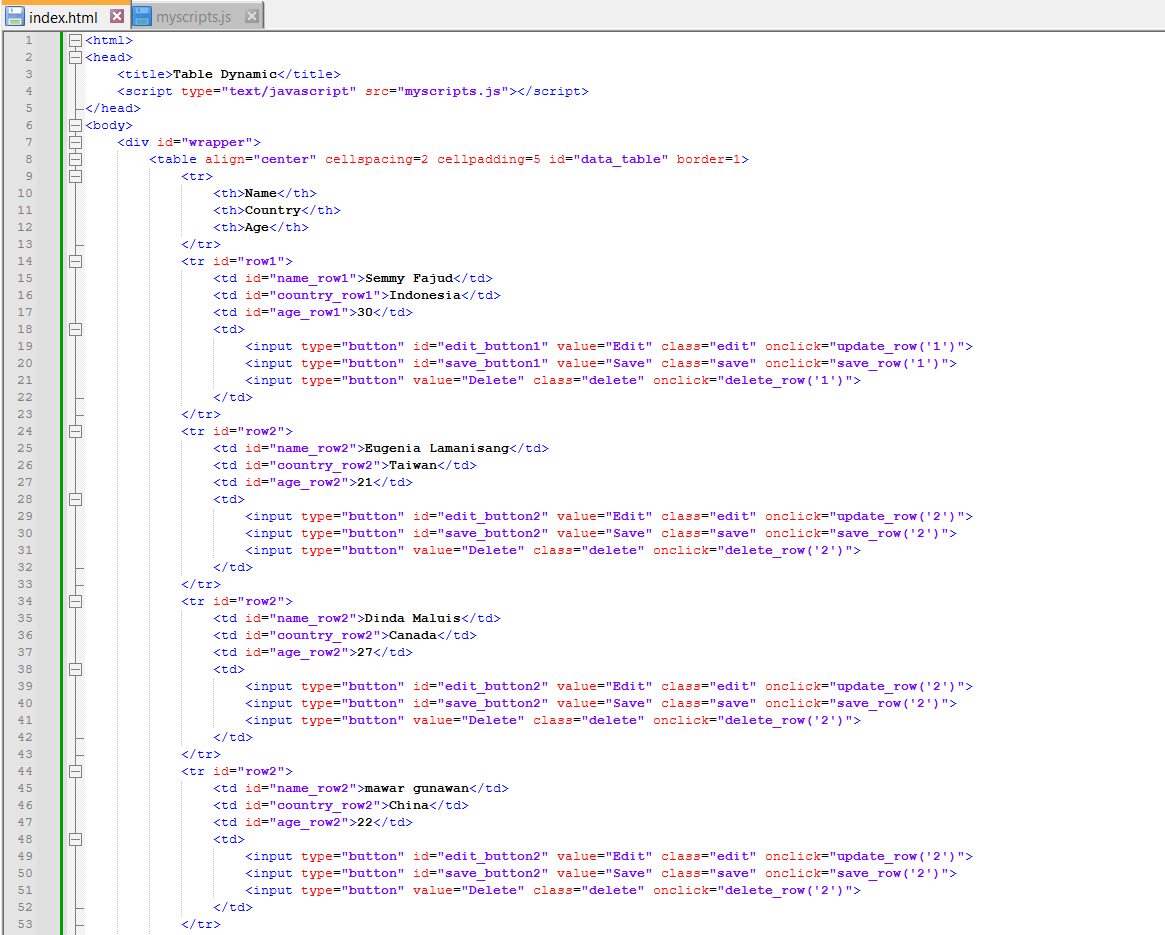 index.html myscripts.js
1 <html>
2 <head>
3 <title>Table Dynamic</title>
4 <script type="text/javascript" src="myscripts.js"></script>
5 </head>
6 <body>
7 <div id="wrapper">
8 <table align="center" cellspacing=2 cellpadding=5 id="data_table" border=1>
9 <tr>
10 <th>Name</th>
11 <th>Country</th>
12 <th>Age</th>
13 </tr>
14 <tr id="row1">
15 <td id="name_row1">Semmy Fajud</td>
16 <td id="country_row1">Indonesia</td>
17 <td id="age_row1">30</td>
18 <td>
19 <input type="button" id="edit_button1" value="Edit" class="edit" onclick="update_row('1')">
20 <input type="button" id="save_button1" value="Save" class="save" onclick="save_row('1')">
21 <input type="button" value="Delete" class="delete" onclick="delete_row('1')">
22 </td>
23 </tr>
24 <tr id="row2">
25 <td id="name_row2">Eugenia Lamanisang</td>
26 <td id="country_row2">Taiwan</td>
27 <td id="age_row2">21</td>
28 <td>
29 <input type="button" id="edit_button2" value="Edit" class="edit" onclick="update_row('2')">
30 <input type="button" id="save_button2" value="Save" class="save" onclick="save_row('2')">
31 <input type="button" value="Delete" class="delete" onclick="delete_row('2')">
32 </td>
33 </tr>
34 <tr id="row2">
35 <td id="name_row2">Dinda Maluis</td>
36 <td id="country_row2">Canada</td>
37 <td id="age_row2">27</td>
38 <td>
39 <input type="button" id="edit_button2" value="Edit" class="edit" onclick="update_row('2')">
40 <input type="button" id="save_button2" value="Save" class="save" onclick="save_row('2')">
41 <input type="button" value="Delete" class="delete" onclick="delete_row('2')">
42 </td>
43 </tr>
44 <tr id="row2">
45 <td id="name_row2">mawar gunawan</td>
46 <td id="country_row2">China</td>
47 <td id="age_row2">22</td>
48 <td>
49 <input type="button" id="edit_button2" value="Edit" class="edit" onclick="update_row('2')">
50 <input type="button" id="save_button2" value="Save" class="save" onclick="save_row('2')">
51 <input type="button" value="Delete" class="delete" onclick="delete_row('2')">
52 </td>
53 </tr>